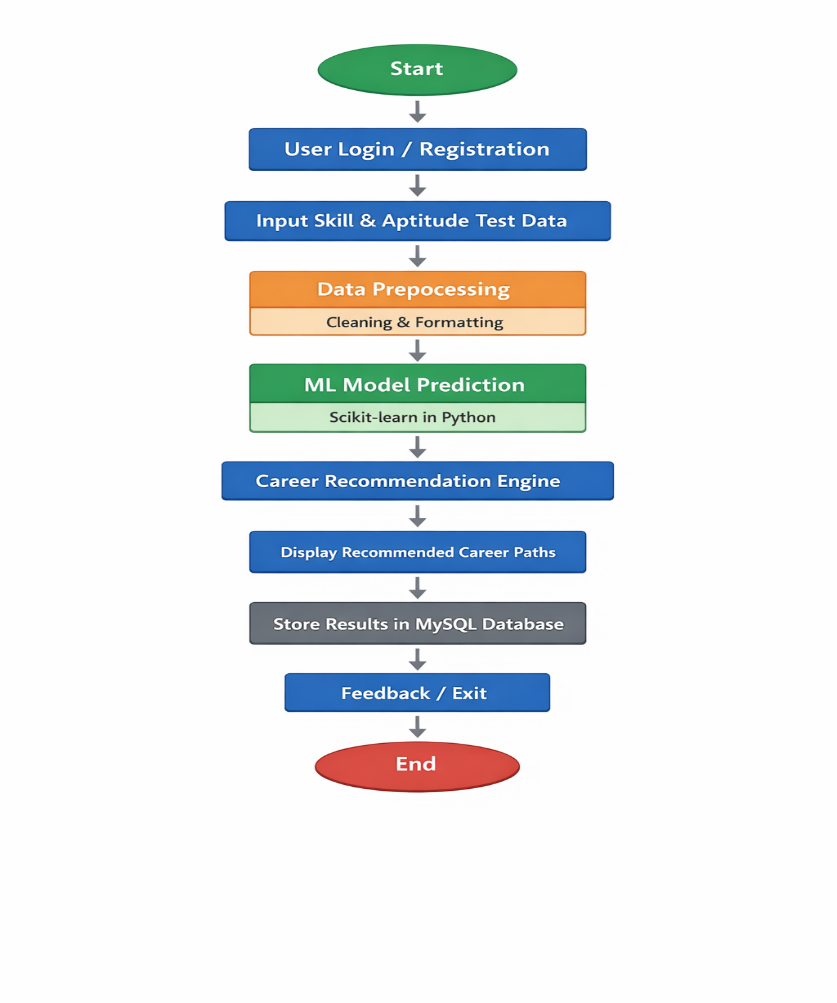 Start
User Login / Registration
Input Skill & Aptitude Test Data
Data Prepocessing
Cleaning & Formatting
ML Model Prediction
Scikit-learn in Python
Career Recommendation Engine
Display Recommended Career Paths
Store Results in MySQL Database
Feedback / Exit
End